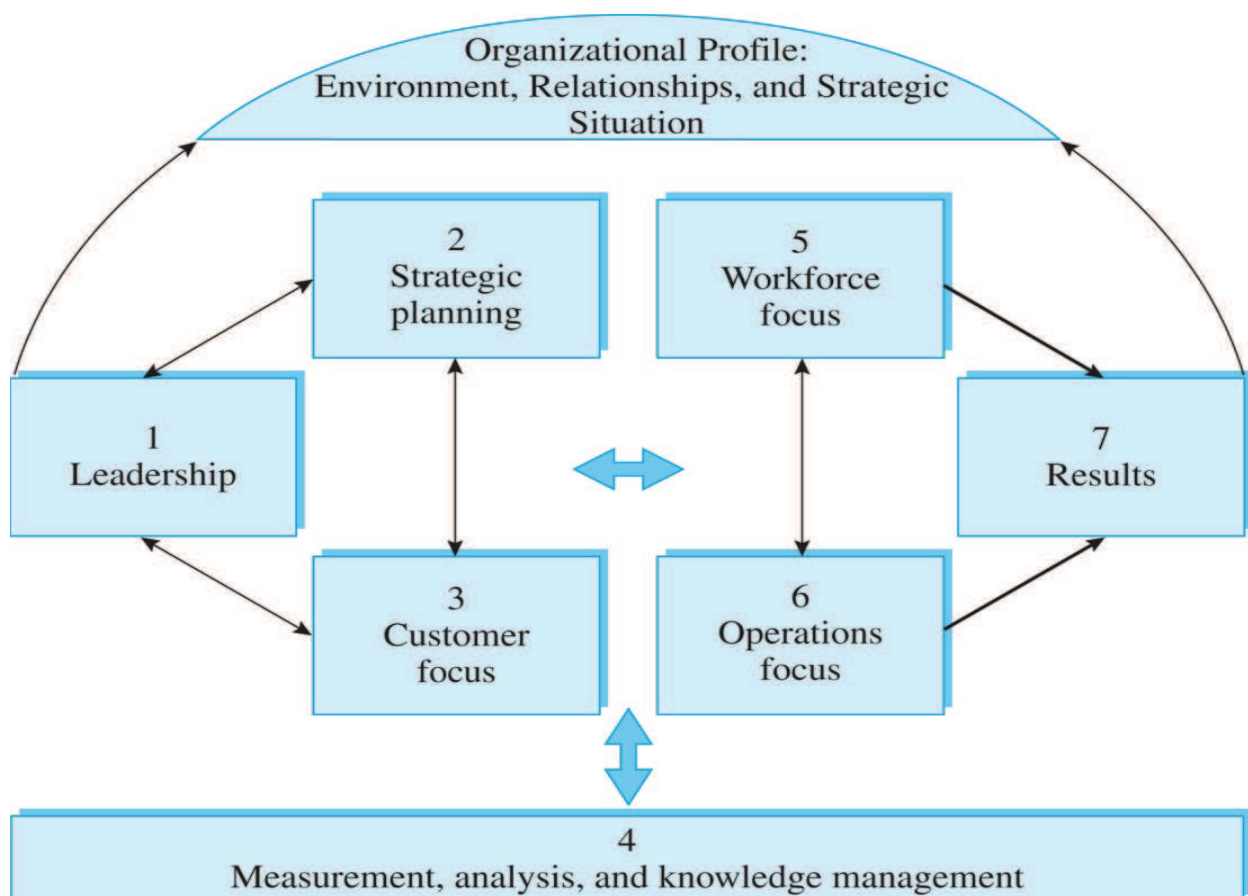 Organizational Profile:
Environment, Relationships, and Strategic
Situation
2
Strategic
planning
5
Workforce
focus
1
Leadership
7
Results
3
Customer
focus
6
Operations
focus
4
Measurement, analysis, and knowledge management